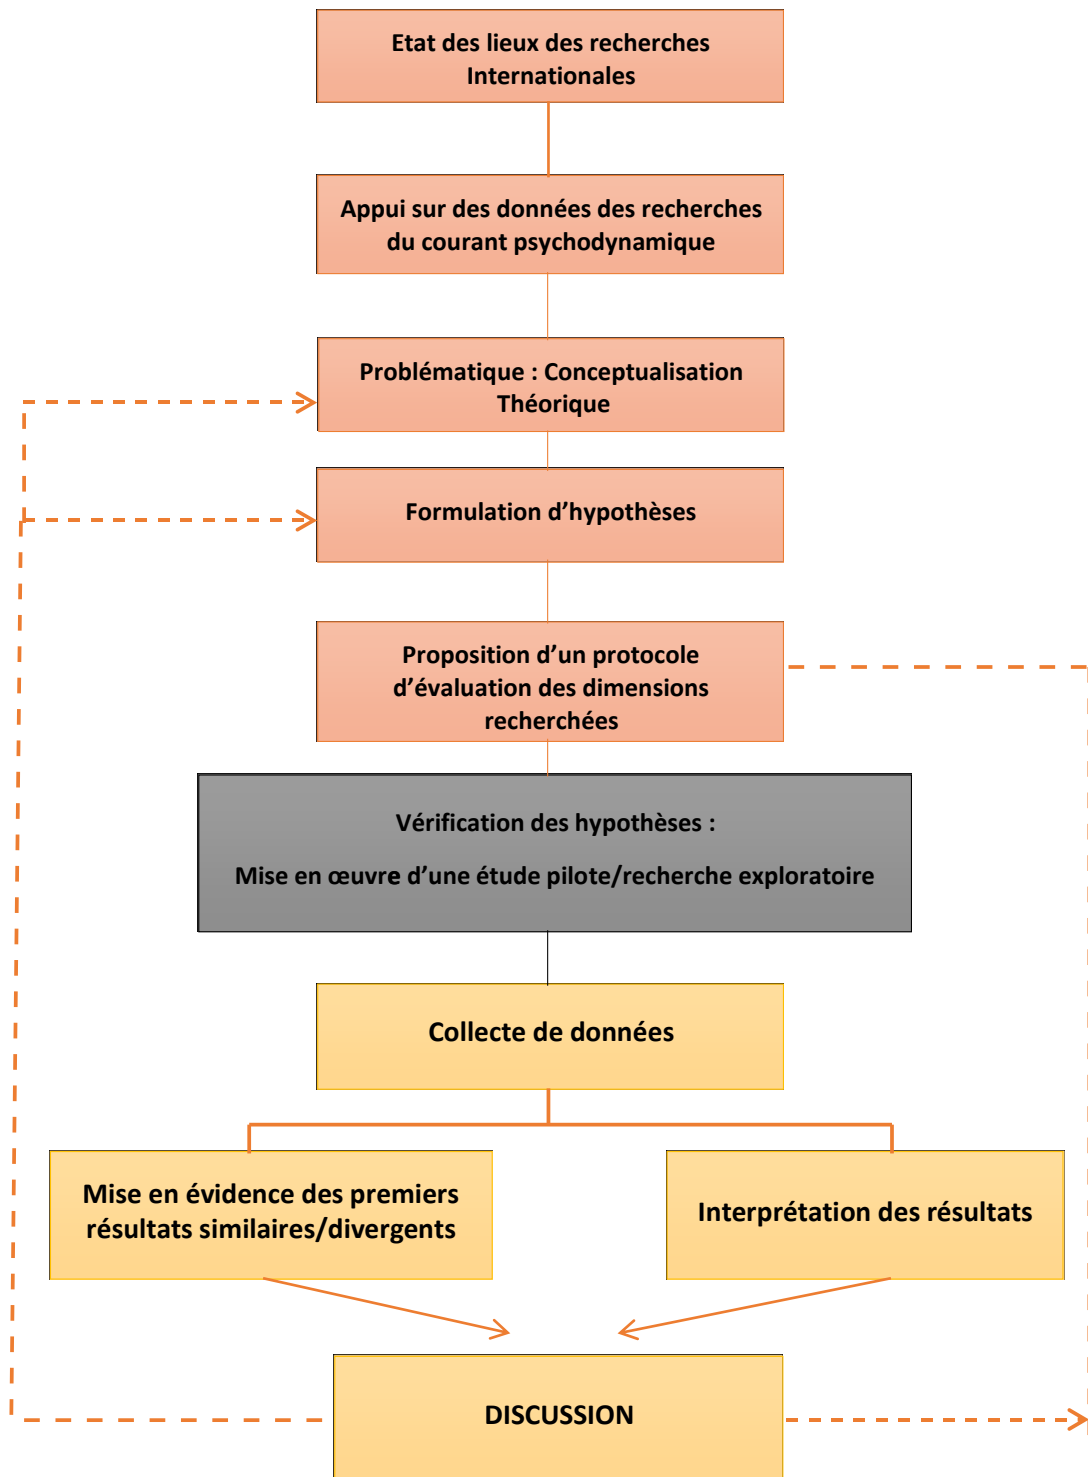 Etat des lieux des recherches
Internationales
Appui sur des données des recherches
du courant psychodynamique
Problématique : Conceptualisation
Théorique
Formulation d’hypothèses
Proposition d’un protocole
d’évaluation des dimensions
recherchées
Vérification des hypothèses :
Mise en œuvre d’une étude pilote/recherche exploratoire
Collecte de données
Mise en évidence des premiers
résultats similaires/divergents
Interprétation des résultats
DISCUSSION